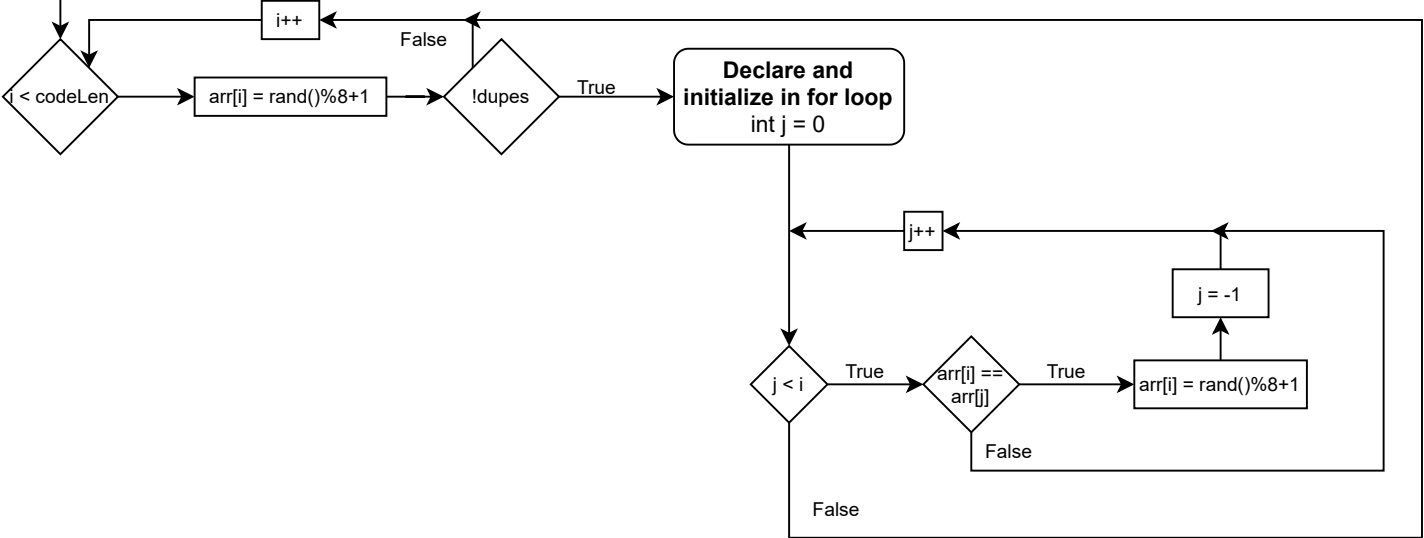 i++
False
i < codeLen
arr[i] = rand()%8+1
!dupes
True
Declare and
initialize in for loop
int j = 0
j++
j = -1
j < i
True
arr[i] ==
arr[j]
True
arr[i] = rand()%8+1
False
False